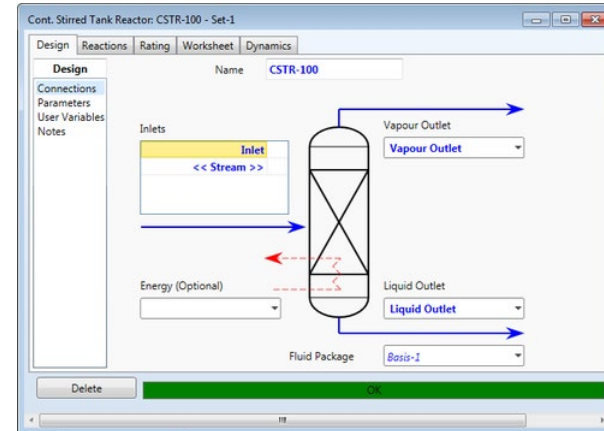 Cont. Stirred Tank Reactor: CSTR-100 - Set-1
Design Reactions Rating Worksheet Dynamics
Design
Connections
Parameters
User Variables
Notes
Name CSTR-100
Inlets
Inlet
<< Stream >>
Vapour Outlet
Vapour Outlet
Energy (Optional)
Liquid Outlet
Liquid Outlet
Fluid Package Basis-1
Delete
OK